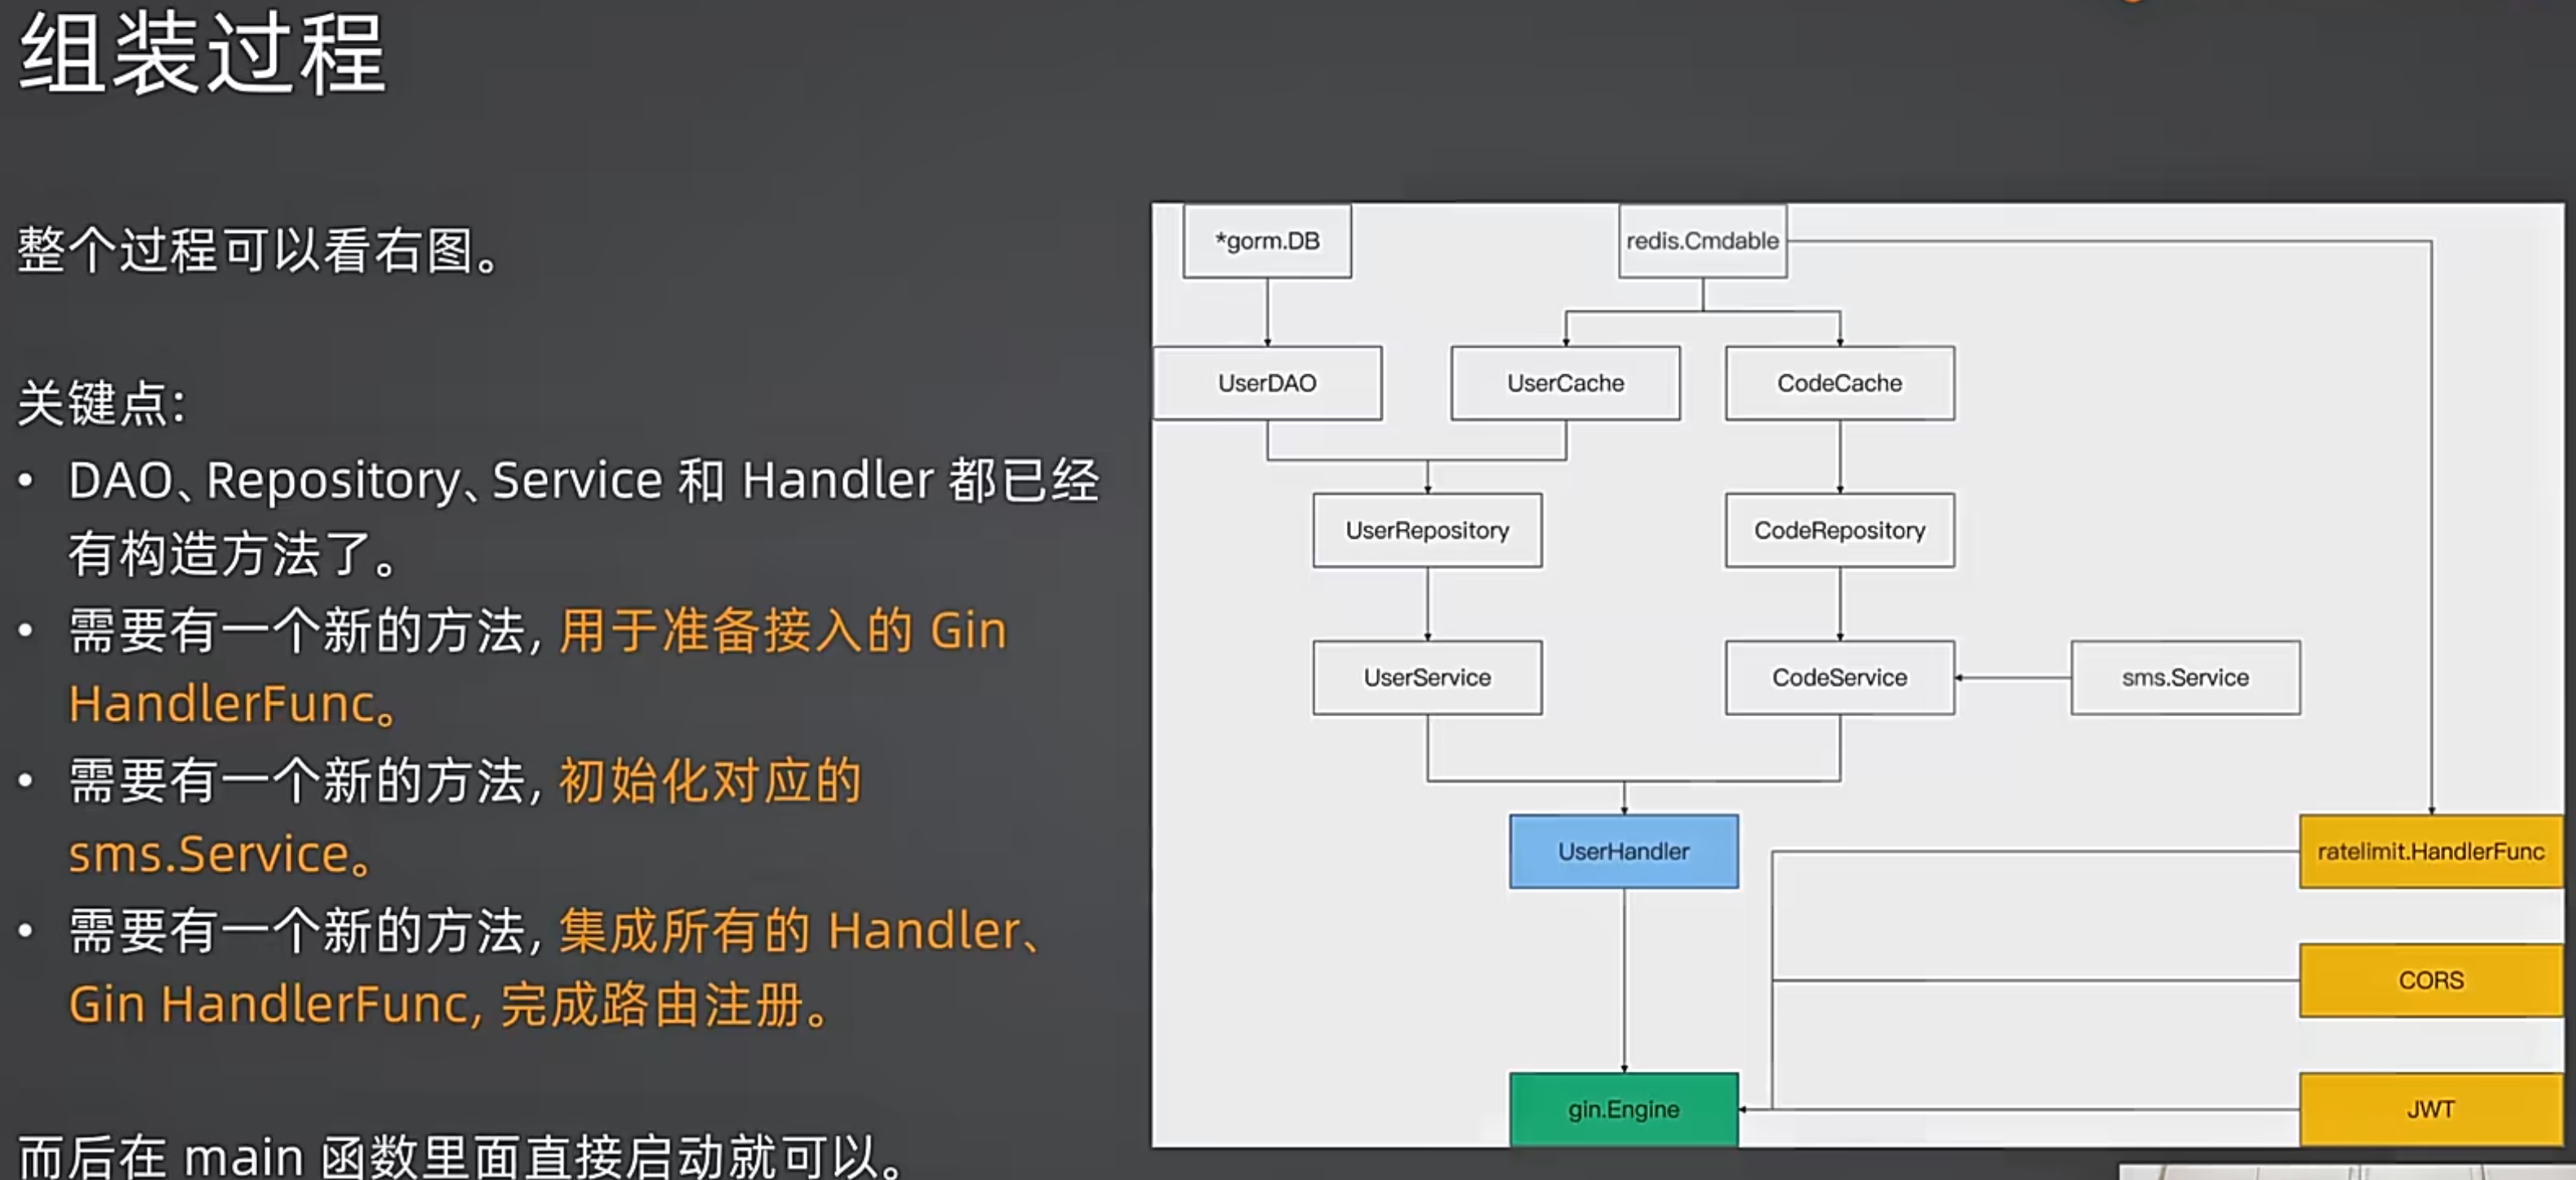 组装过程
整个过程可以看右图。
关键点:
• DAO、Repository、Service 和 Handler 都已经
有构造方法了。
• 需要有一个新的方法, 用于准备接入的 Gin
HandlerFunc。
• 需要有一个新的方法, 初始化对应的
sms.Service。
• 需要有一个新的方法, 集成所有的 Handler、
Gin HandlerFunc, 完成路由注册。
而后在 main 函数里面直接启动就可以。
*gorm.DB
redis.Cmdable
UserDAO
UserCache
CodeCache
UserRepository
CodeRepository
UserService
CodeService
sms.Service
UserHandler
ratelimit.HandlerFunc
CORS
gin.Engine
JWT